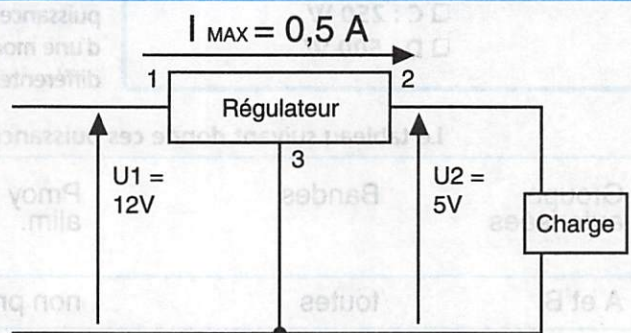 I MAX = 0,5 A
1
2
Régulateur
3
U1 =
12V
U2 =
5V
Charge